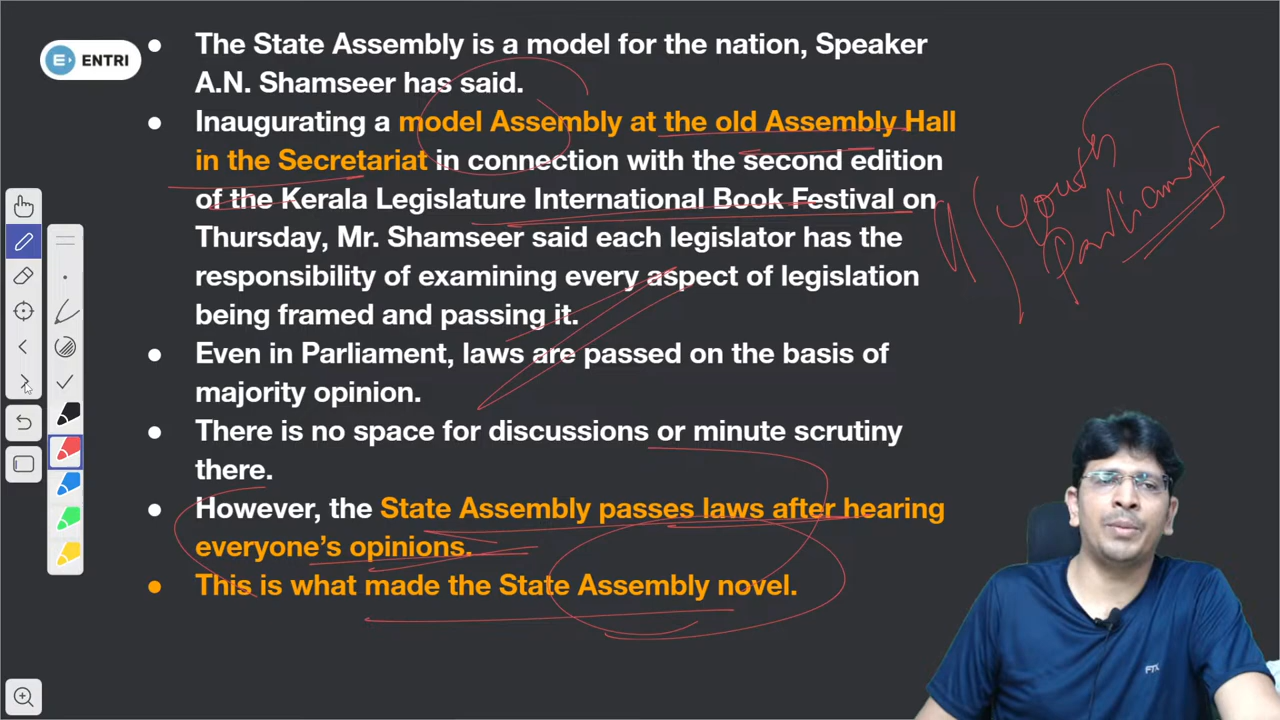 ENTRI
The State Assembly is a model for the nation, Speaker
A.N. Shamseer has said.
Inaugurating a model Assembly at the old Assembly Hall
in the Secretariat in connection with the second edition
of the Kerala Legislature International Book Festival on
Thursday, Mr. Shamseer said each legislator has the
responsibility of examining every aspect of legislation
being framed and passing it.
Even in Parliament, laws are passed on the basis of
majority opinion.
There is no space for discussions or minute scrutiny
there.
However, the State Assembly passes laws after hearing
everyone's opinions.
This is what made the State Assembly novel.
Youth
Parliament
FTX